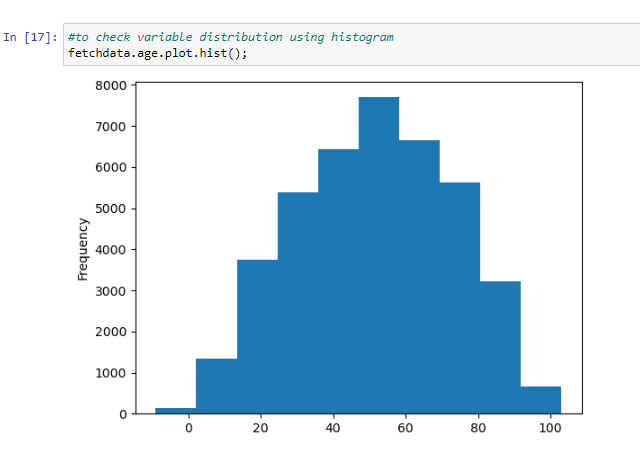 In [17]: #to check variable distribution using histogram
fetchdata.age.plot.hist();
8000
7000
6000
5000
4000
3000
2000
1000
0
Frequency
0 20 40 60 80 100